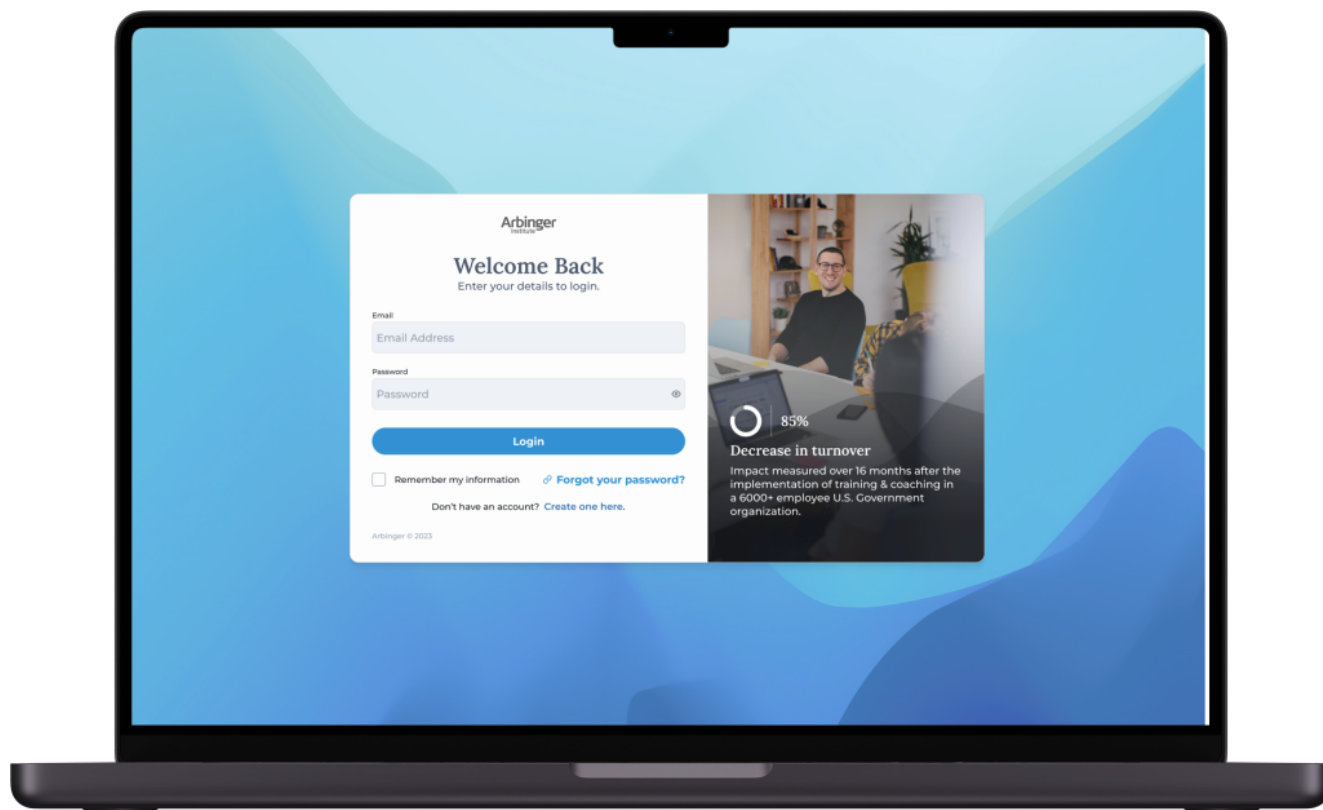 Arbinger
Institute
Welcome Back
Enter your details to login.
Email
Email Address
Password
Password
Login
Remember my information
Forgot your password?
Don't have an account? Create one here.
Arbinger © 2023
85%
Decrease in turnover
Impact measured over 16 months after the
implementation of training & coaching in
a 6000+ employee U.S. Government
organization.